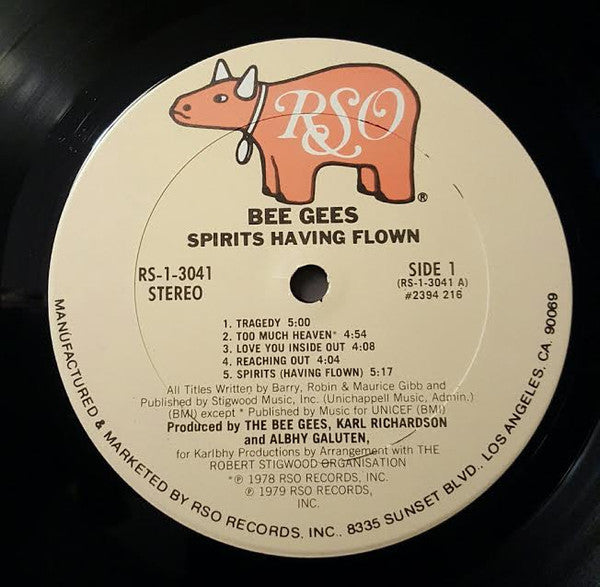 RSO
®
BEE GEES
SPIRITS HAVING FLOWN
RS-1-3041
STEREO
SIDE 1
(RS-1-3041 A)
#2394 216
1. TRAGEDY 5:00
2. TOO MUCH HEAVEN* 4:54
3. LOVE YOU INSIDE OUT 4:08
4. REACHING OUT 4:04
5. SPIRITS (HAVING FLOWN) 5:17
All Titles Written by Barry, Robin & Maurice Gibb and
Published by Stigwood Music, Inc. (Unichappell Music, Admin.)
(BMI) except * Published by Music for UNICEF (BMI)
Produced by THE BEE GEES, KARL RICHARDSON
and ALBHY GALUTEN,
for Karlbhy Productions by Arrangement with THE
ROBERT STIGWOOD ORGANISATION
*℗ 1978 RSO RECORDS, INC.
℗ 1979 RSO RECORDS,
INC.
MANUFACTURED & MARKETED BY RSO RECORDS, INC., 8335 SUNSET BLVD., LOS ANGELES, CA. 90069